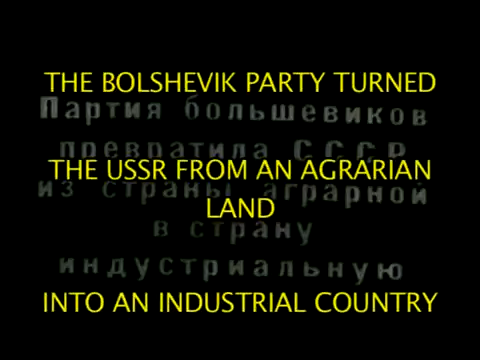 THE BOLSHEVIK PARTY TURNED
Партия большевиков
превратила СССР
THE USSR FROM AN AGRARIAN
из страны аграрной
LAND
в страну
индустриальную
INTO AN INDUSTRIAL COUNTRY